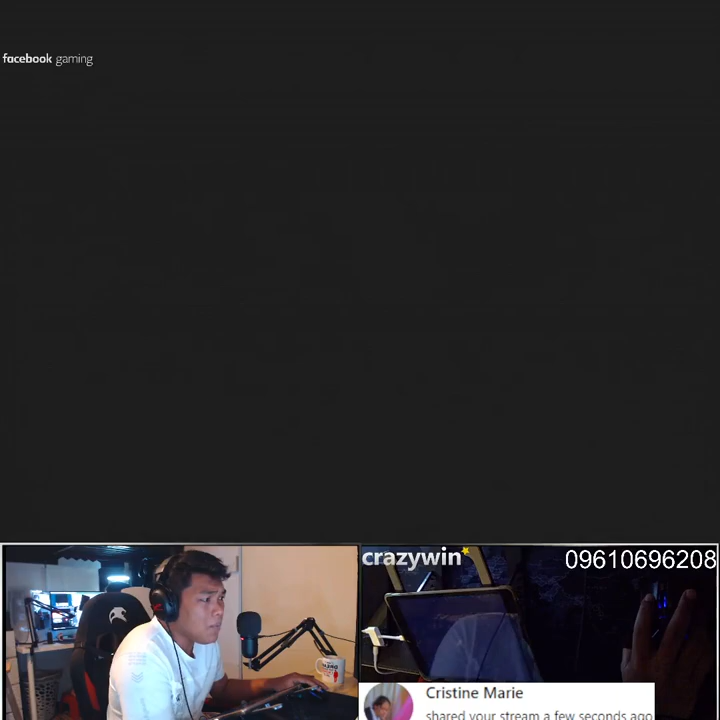 facebook gaming
crazywin
09610696208
Cristine Marie
shared your stream a few seconds ago